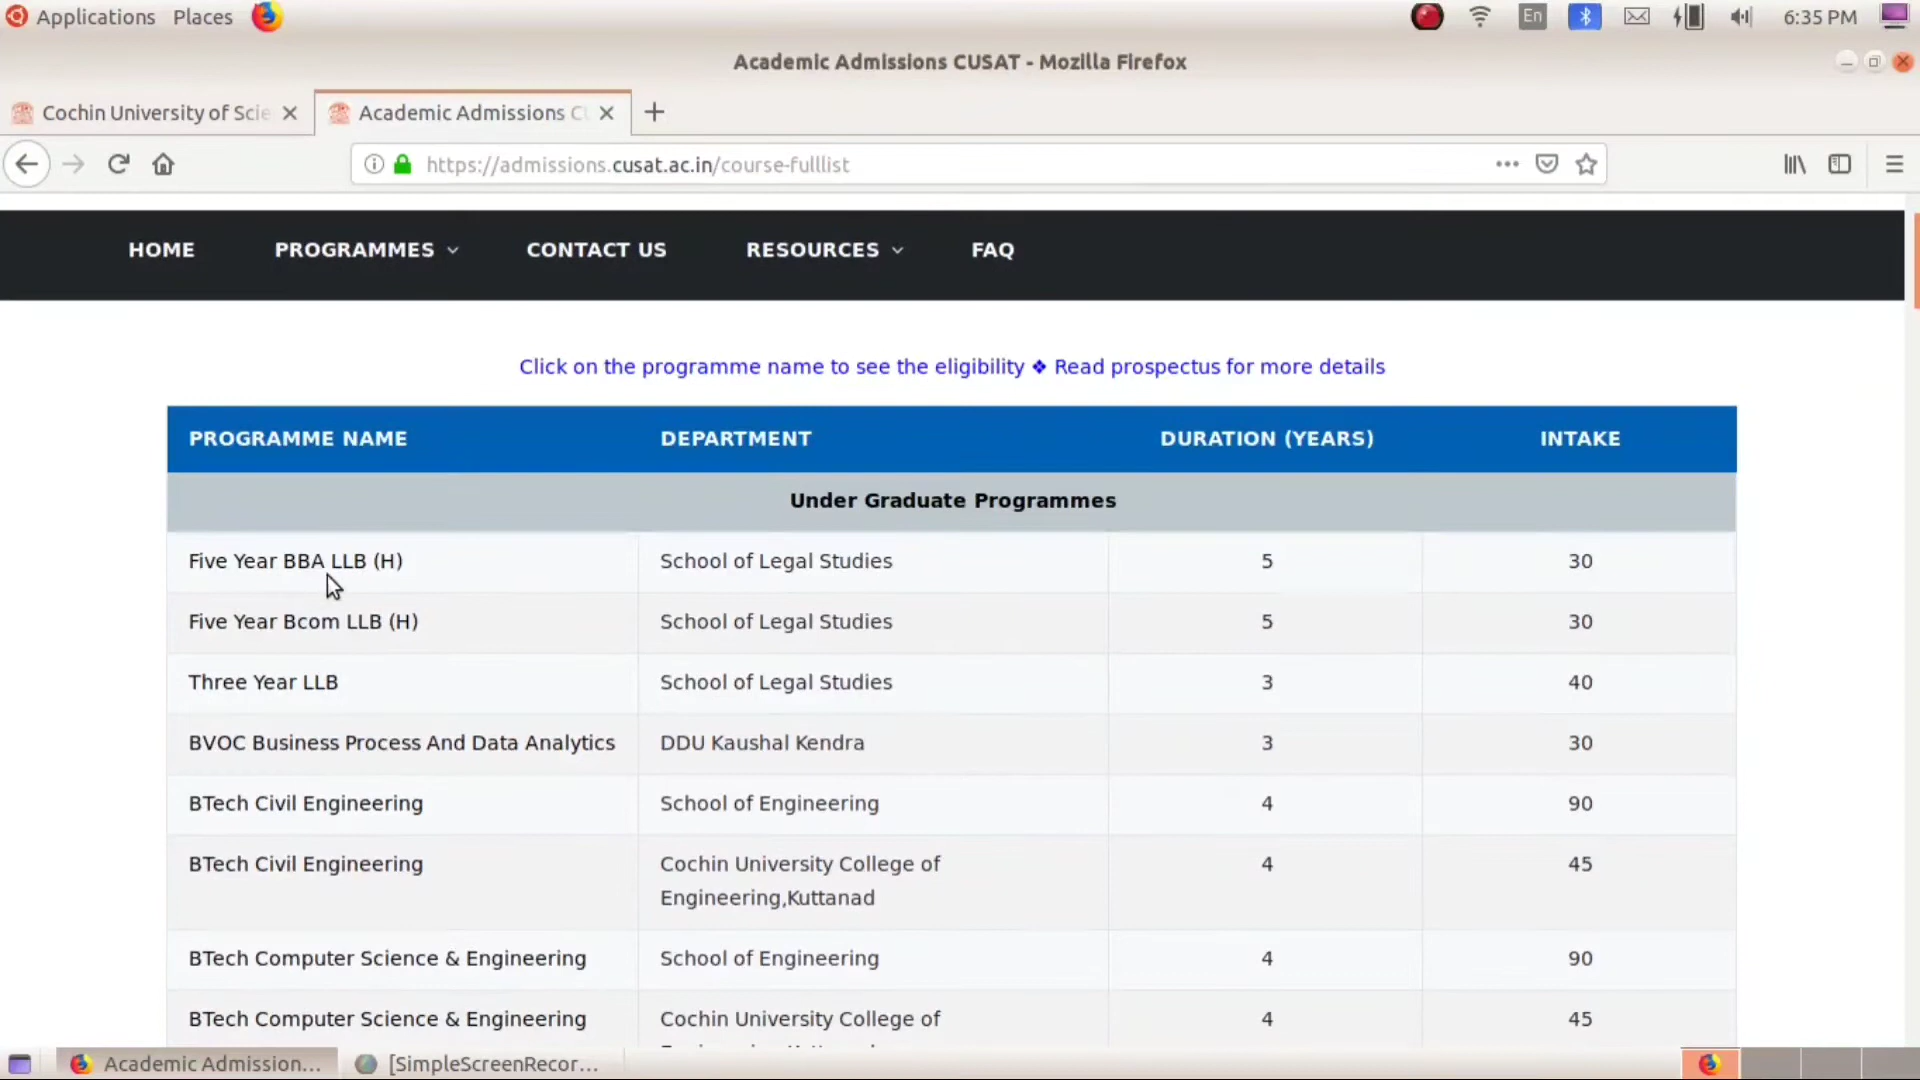 Applications Places En 6:35 PM
Academic Admissions CUSAT - Mozilla Firefox
Cochin University of Scie Academic Admissions CU
https://admissions.cusat.ac.in/course-fulllist
HOME PROGRAMMES CONTACT US RESOURCES FAQ
Click on the programme name to see the eligibility ❖ Read prospectus for more details
PROGRAMME NAME DEPARTMENT DURATION (YEARS) INTAKE
Under Graduate Programmes
Five Year BBA LLB (H) School of Legal Studies 5 30
Five Year Bcom LLB (H) School of Legal Studies 5 30
Three Year LLB School of Legal Studies 3 40
BVOC Business Process And Data Analytics DDU Kaushal Kendra 3 30
BTech Civil Engineering School of Engineering 4 90
BTech Civil Engineering Cochin University College of 4 45
Engineering,Kuttanad
BTech Computer Science & Engineering School of Engineering 4 90
BTech Computer Science & Engineering Cochin University College of 4 45
Academic Admission... [SimpleScreenRecor...